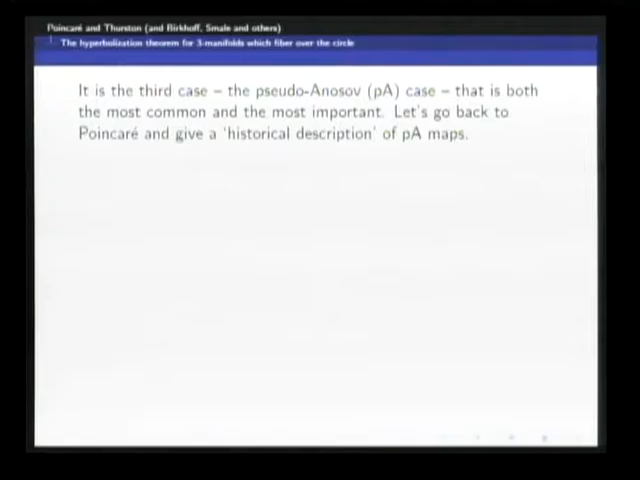 Poincaré and Thurston (and Birkhoff, Smale and others)
The hyperbolization theorem for 3-manifolds which fiber over the circle
It is the third case – the pseudo-Anosov (pA) case – that is both
the most common and the most important. Let's go back to
Poincaré and give a 'historical description' of pA maps.